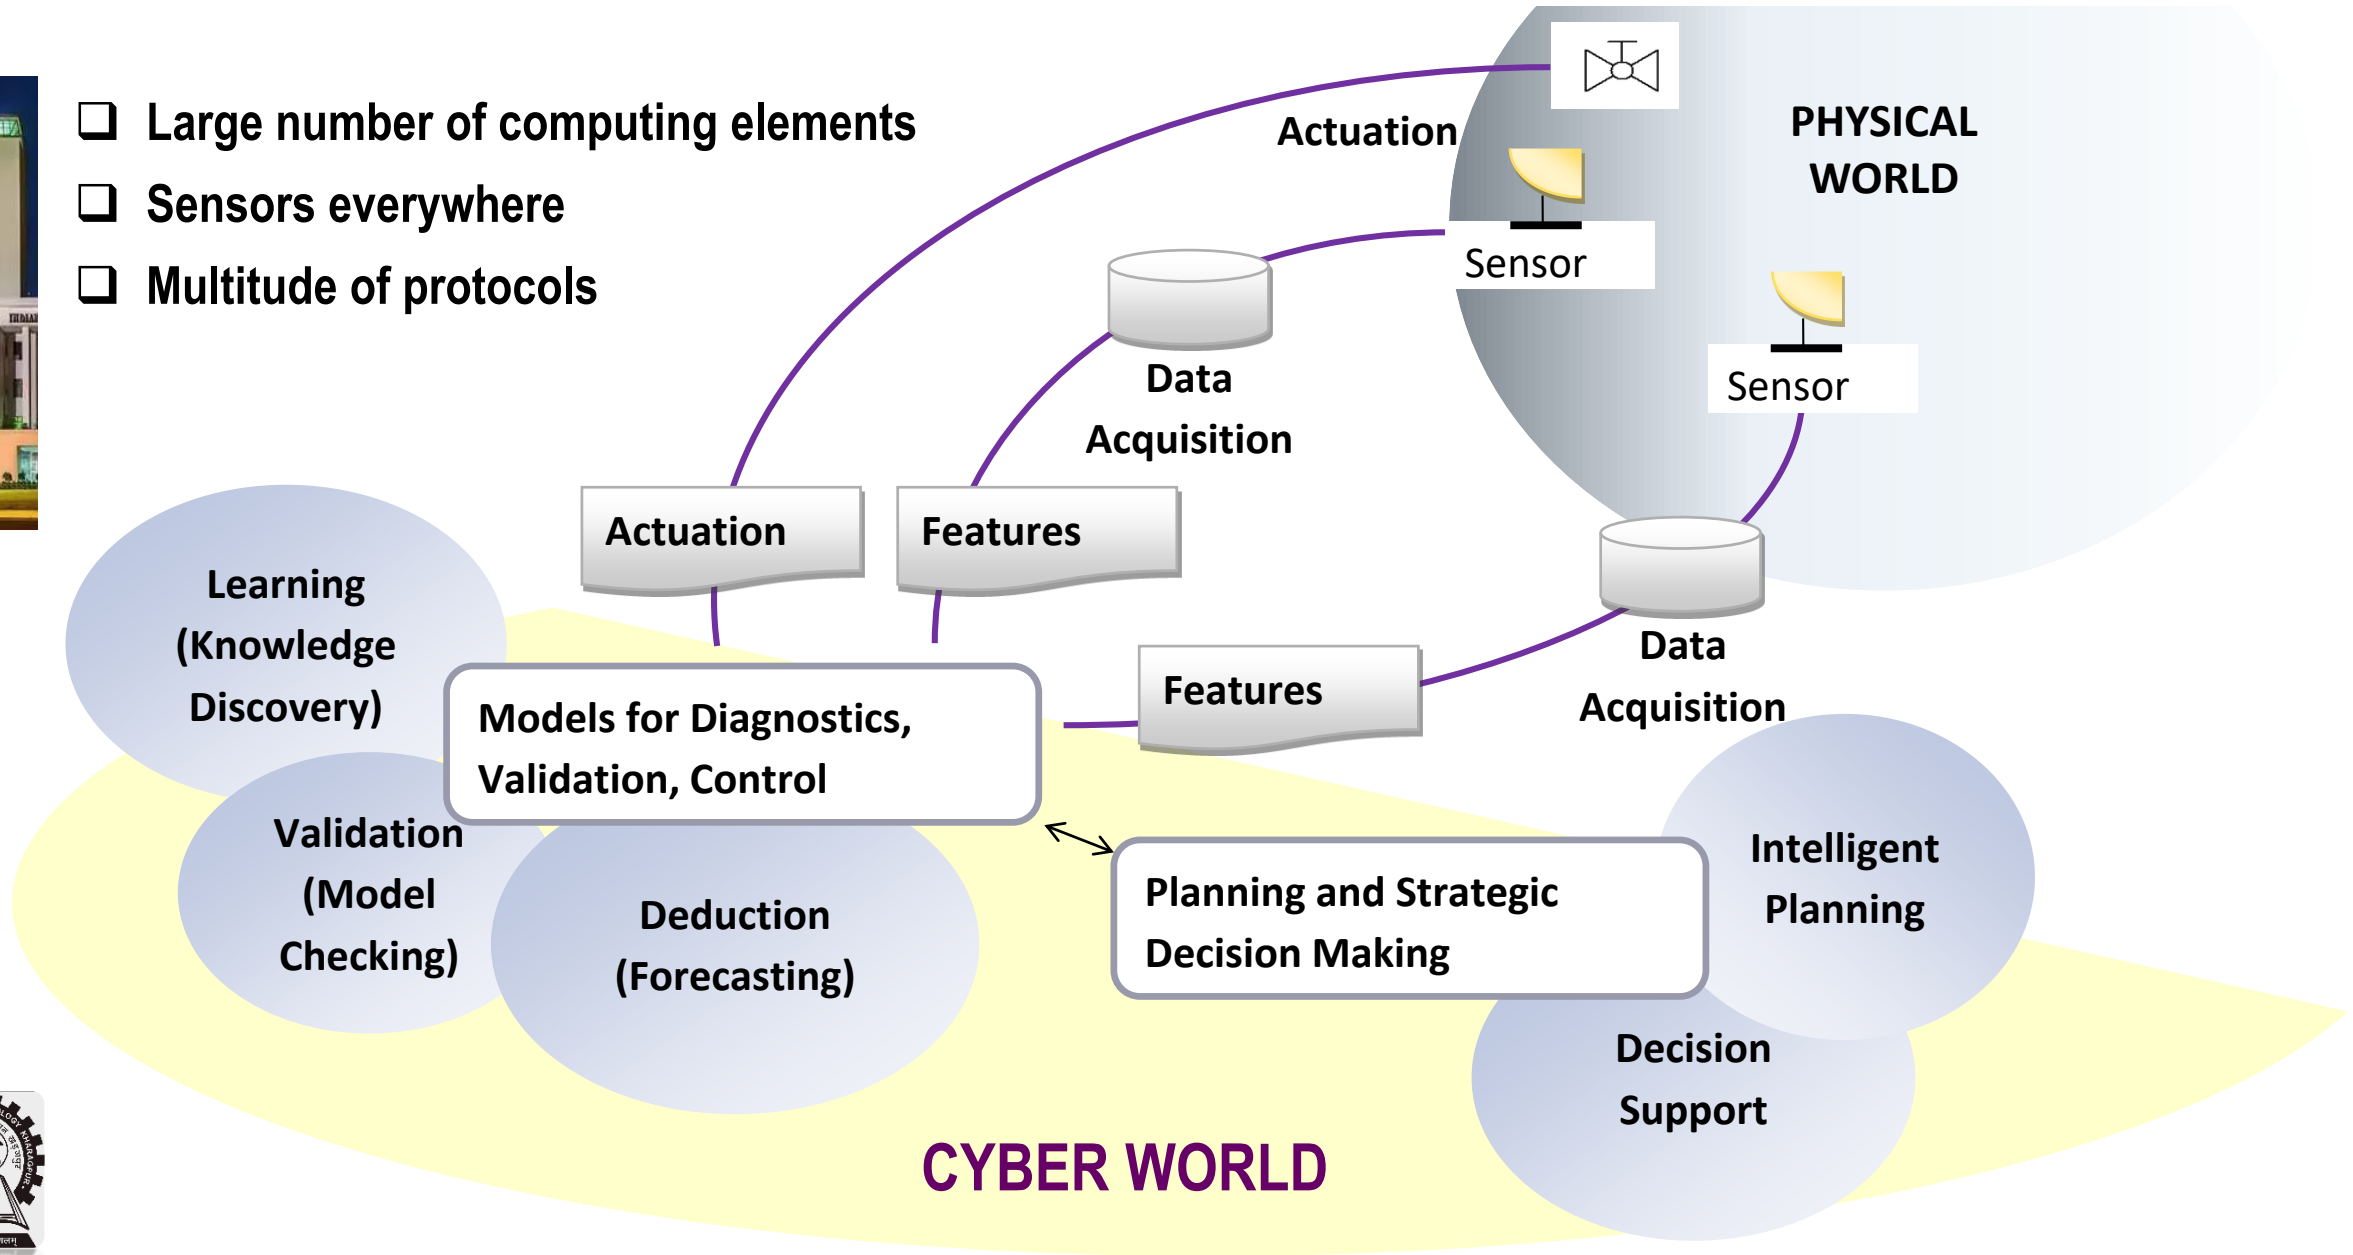 Large number of computing elements
Sensors everywhere
Multitude of protocols
Actuation
PHYSICAL
WORLD
Sensor
Sensor
Data
Acquisition
Actuation
Features
Data
Acquisition
Features
Learning
(Knowledge
Discovery)
Models for Diagnostics,
Validation, Control
Validation
(Model
Checking)
Deduction
(Forecasting)
Planning and Strategic
Decision Making
Intelligent
Planning
Decision
Support
CYBER WORLD
KHARAGPUR